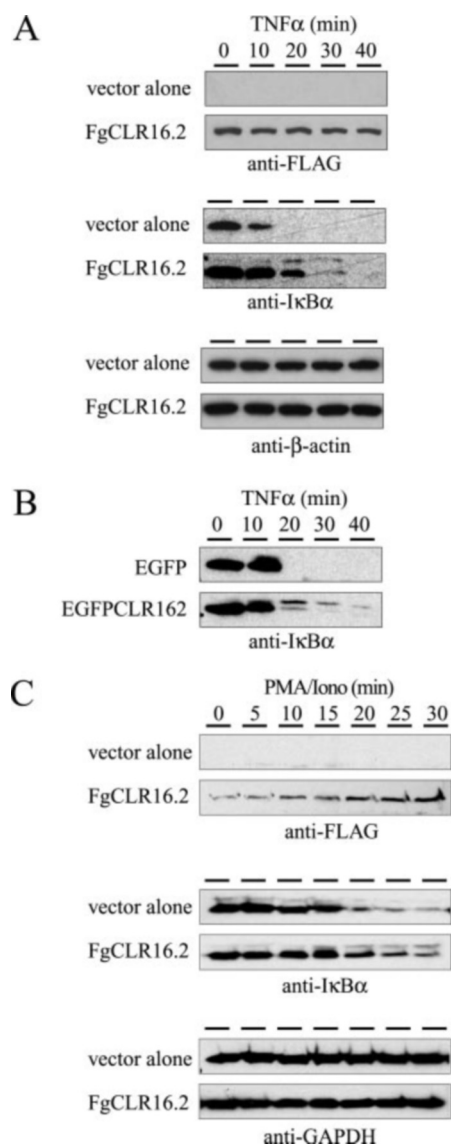 A
TNFα (min)
0 10 20 30 40
vector alone
FgCLR16.2
anti-FLAG
vector alone
FgCLR16.2
anti-IκBα
vector alone
FgCLR16.2
anti-β-actin
B
TNFα (min)
0 10 20 30 40
EGFP
EGFPCLR162
anti-IκBα
C
PMA/Iono (min)
0 5 10 15 20 25 30
vector alone
FgCLR16.2
anti-FLAG
vector alone
FgCLR16.2
anti-IκBα
vector alone
FgCLR16.2
anti-GAPDH